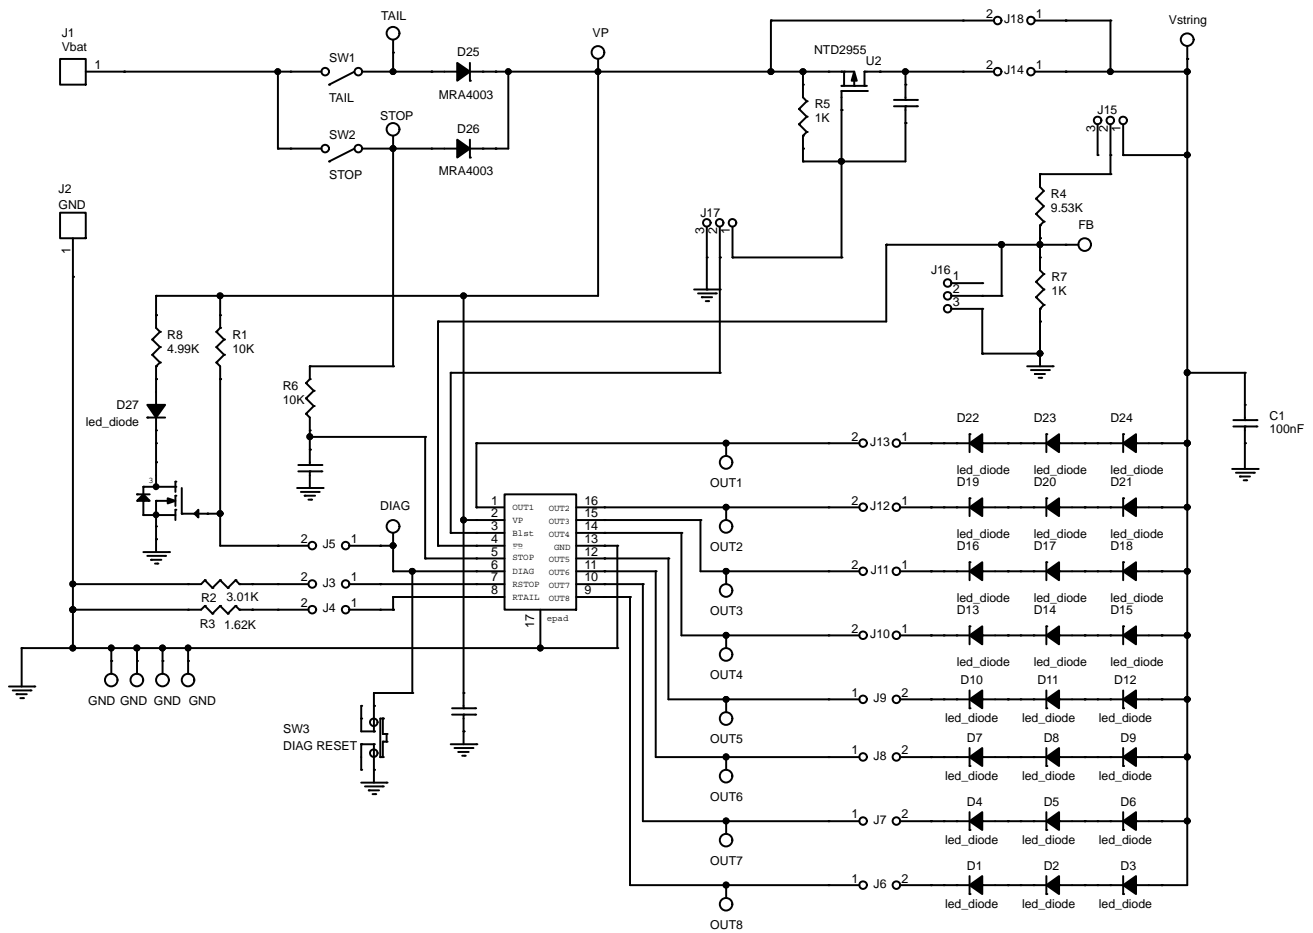 J1
Vbat
1
TAIL
SW1
TAIL
D25
MRA4003
VP
NTD2955
U2
2 J18 1
2 J14 1
Vstring
R5
1K
STOP
SW2
STOP
D26
MRA4003
J15
3 2 1
J2
GND
1
R4
9.53K
FB
J17
3 2 1
J16
1
2
3
R7
1K
R8
4.99K
R1
10K
R6
10K
D27
led_diode
3
C1
100nF
DIAG
2 J5 1
2 J3 1
2 J4 1
R2 3.01K
R3 1.62K
1 OUT1
2 VP
3 Blst
4 FB
5 STOP
6 DIAG
7 RSTOP
8 RTAIL
OUT2 16
OUT3 15
OUT4 14
GND 13
OUT5 12
OUT6 11
OUT7 10
OUT8 9
17 epad
GND GND GND GND
SW3
DIAG RESET
OUT1
2 J13 1
D22 D23 D24
led_diode led_diode led_diode
OUT2
2 J12 1
D19 D20 D21
led_diode led_diode led_diode
OUT3
2 J11 1
D16 D17 D18
led_diode led_diode led_diode
OUT4
2 J10 1
D13 D14 D15
led_diode led_diode led_diode
OUT5
1 J9 2
D10 D11 D12
led_diode led_diode led_diode
OUT6
1 J8 2
D7 D8 D9
led_diode led_diode led_diode
OUT7
1 J7 2
D4 D5 D6
led_diode led_diode led_diode
OUT8
1 J6 2
D1 D2 D3
led_diode led_diode led_diode